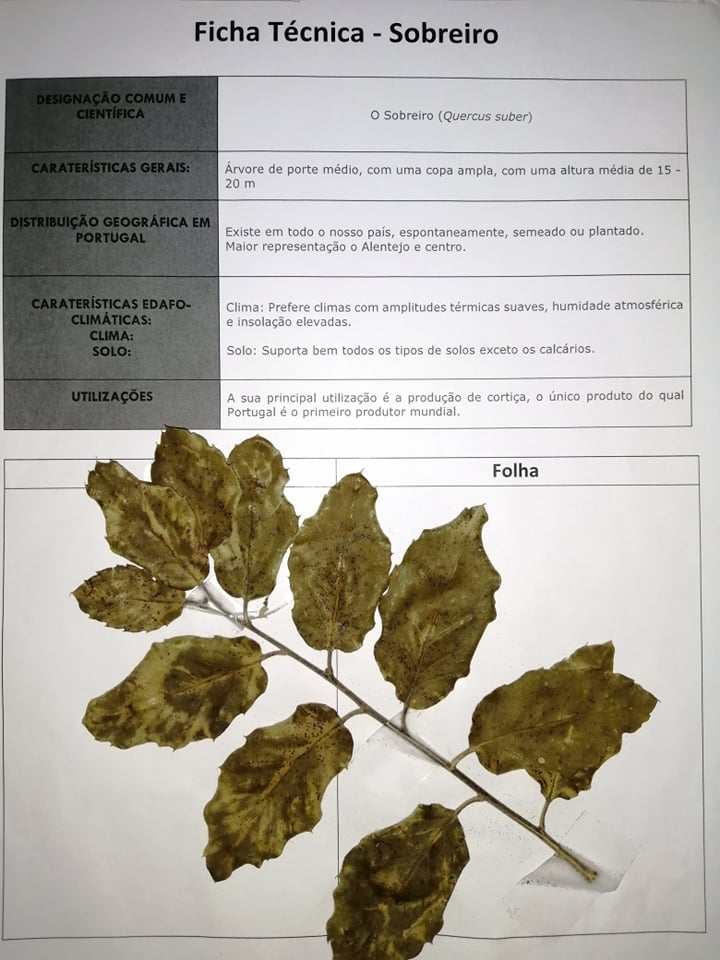 Ficha Técnica - Sobreiro
DESIGNAÇÃO COMUM E
CIENTÍFICA
O Sobreiro (Quercus suber)
CARATERÍSTICAS GERAIS:
Árvore de porte médio, com uma copa ampla, com uma altura média de 15 -
20 m
DISTRIBUIÇÃO GEOGRÁFICA EM
PORTUGAL
Existe em todo o nosso país, espontaneamente, semeado ou plantado.
Maior representação o Alentejo e centro.
CARATERÍSTICAS EDAFO-
CLIMÁTICAS:
CLIMA:
SOLO:
Clima: Prefere climas com amplitudes térmicas suaves, humidade atmosférica
e insolação elevadas.
Solo: Suporta bem todos os tipos de solos exceto os calcários.
UTILIZAÇÕES
A sua principal utilização é a produção de cortiça, o único produto do qual
Portugal é o primeiro produtor mundial.
Folha